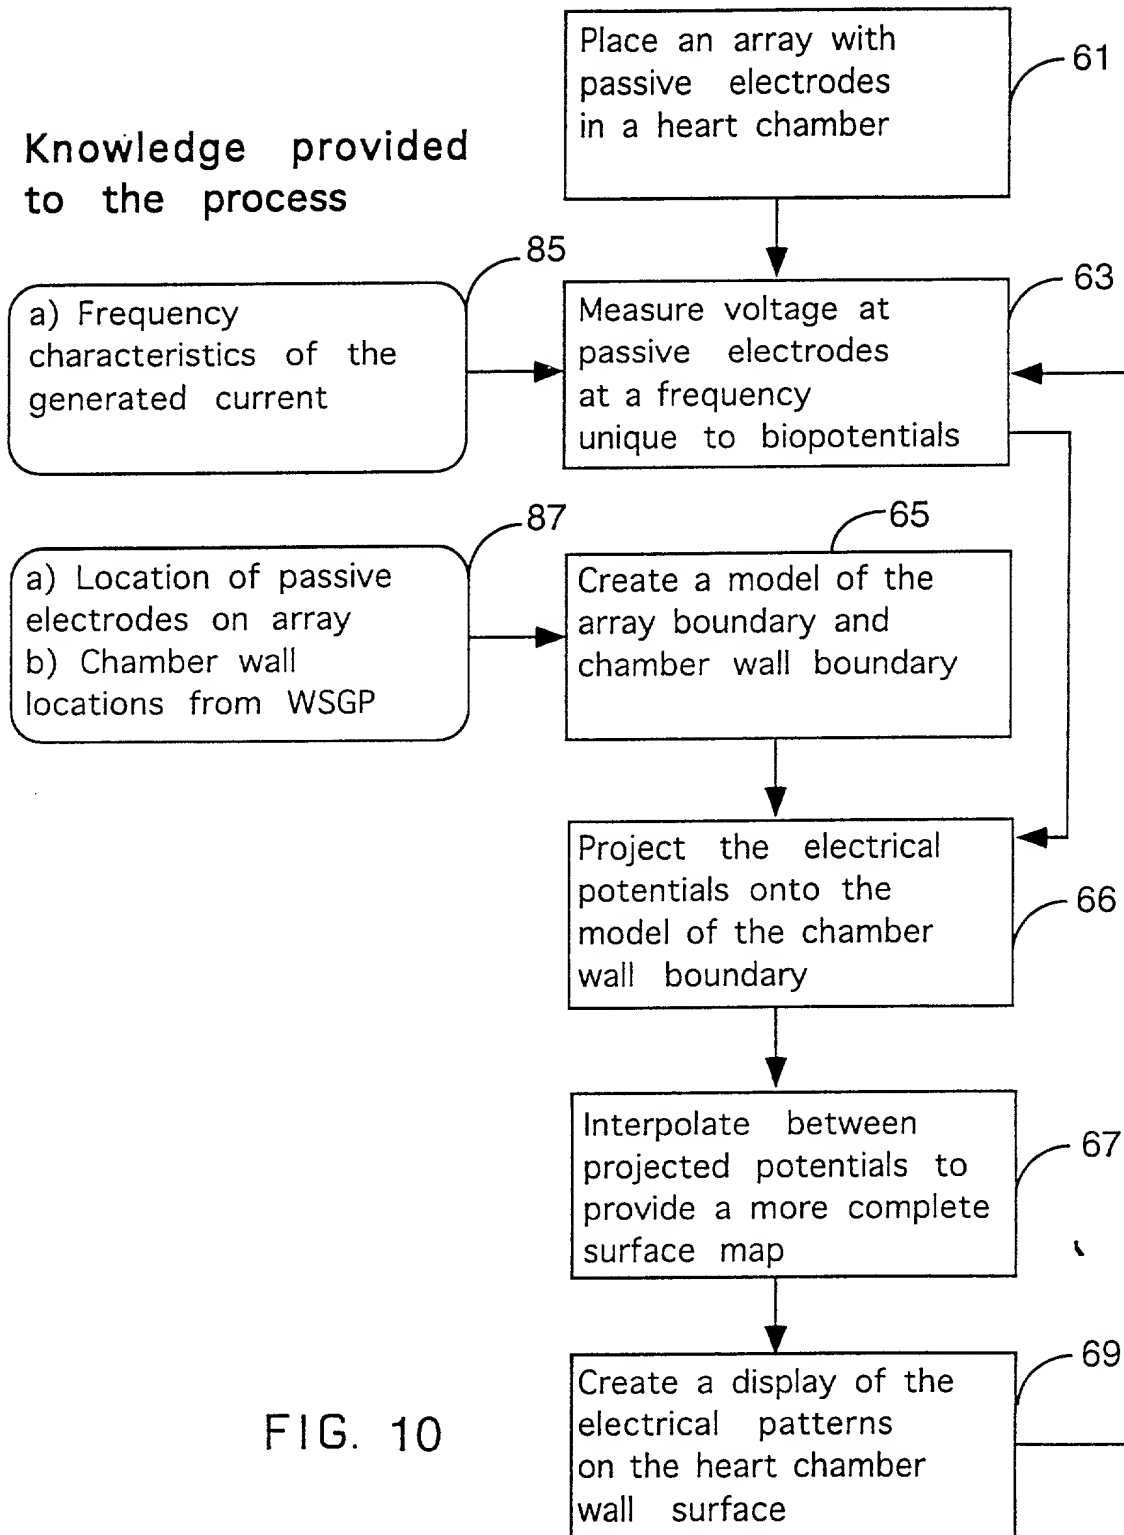 Place an array with
passive electrodes
in a heart chamber
61
Knowledge provided
to the process
85
a) Frequency
characteristics of the
generated current
63
Measure voltage at
passive electrodes
at a frequency
unique to biopotentials
87
a) Location of passive
electrodes on array
b) Chamber wall
locations from WSGP
65
Create a model of the
array boundary and
chamber wall boundary
Project the electrical
potentials onto the
model of the chamber
wall boundary
66
Interpolate between
projected potentials to
provide a more complete
surface map
67
Create a display of the
electrical patterns
on the heart chamber
wall surface
69
FIG. 10